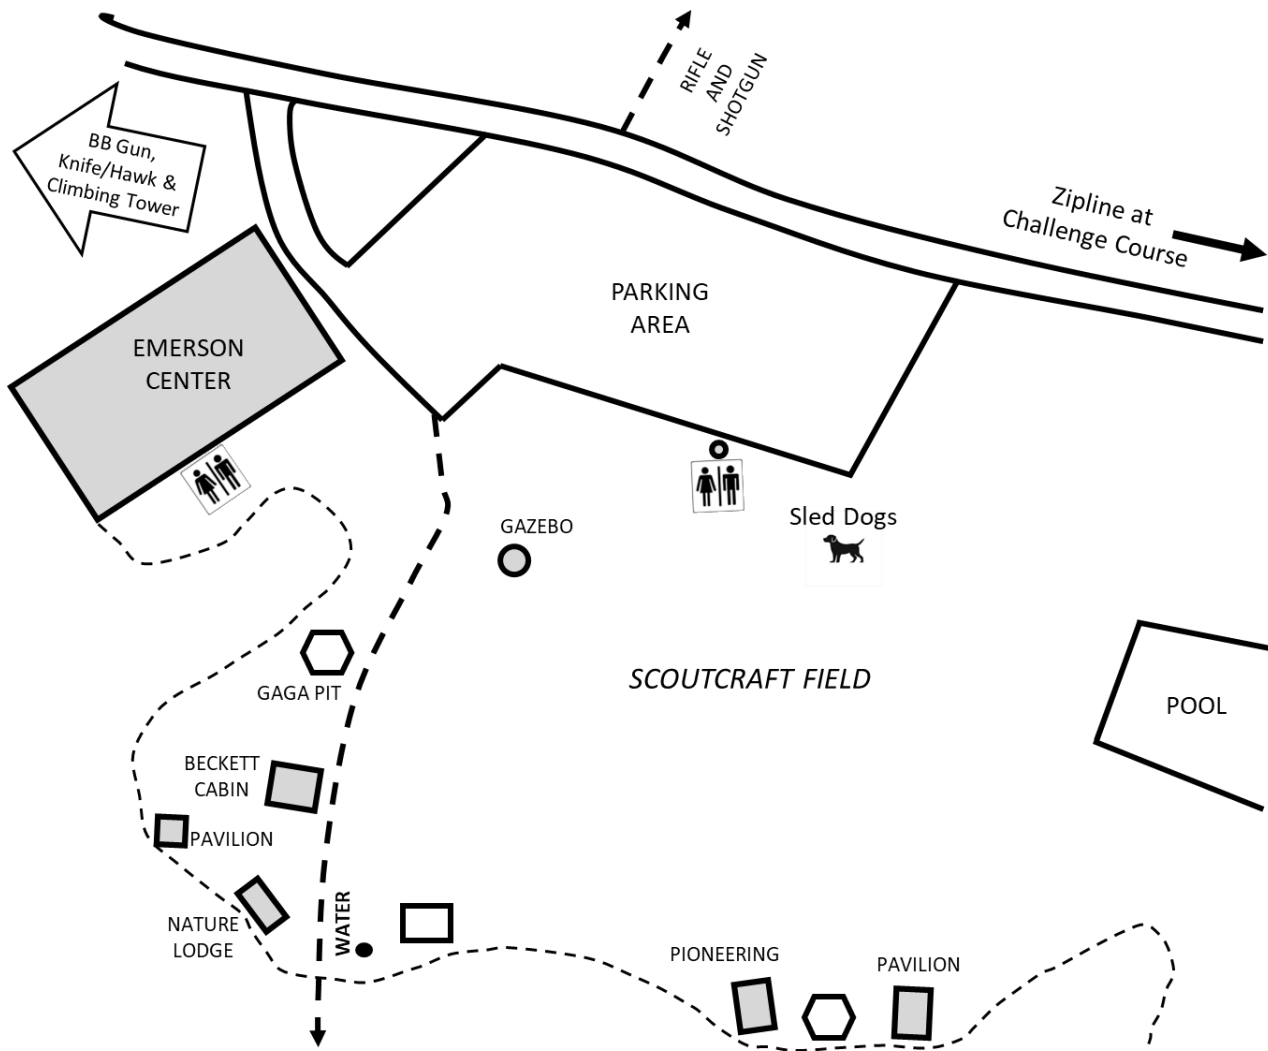 RIFLE
AND
SHOTGUN
BB Gun,
Knife/Hawk &
Climbing Tower
Zipline at
Challenge Course
PARKING
AREA
EMERSON
CENTER
GAZEBO
Sled Dogs
GAGA PIT
SCOUTCRAFT FIELD
POOL
BECKETT
CABIN
PAVILION
NATURE
LODGE
WATER
PIONEERING
PAVILION